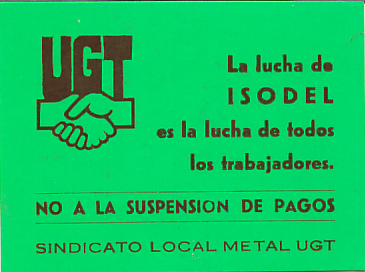 UGT
La lucha de
ISODEL
es la lucha de todos
los trabajadores.
NO A LA SUSPENSION DE PAGOS
SINDICATO LOCAL METAL UGT